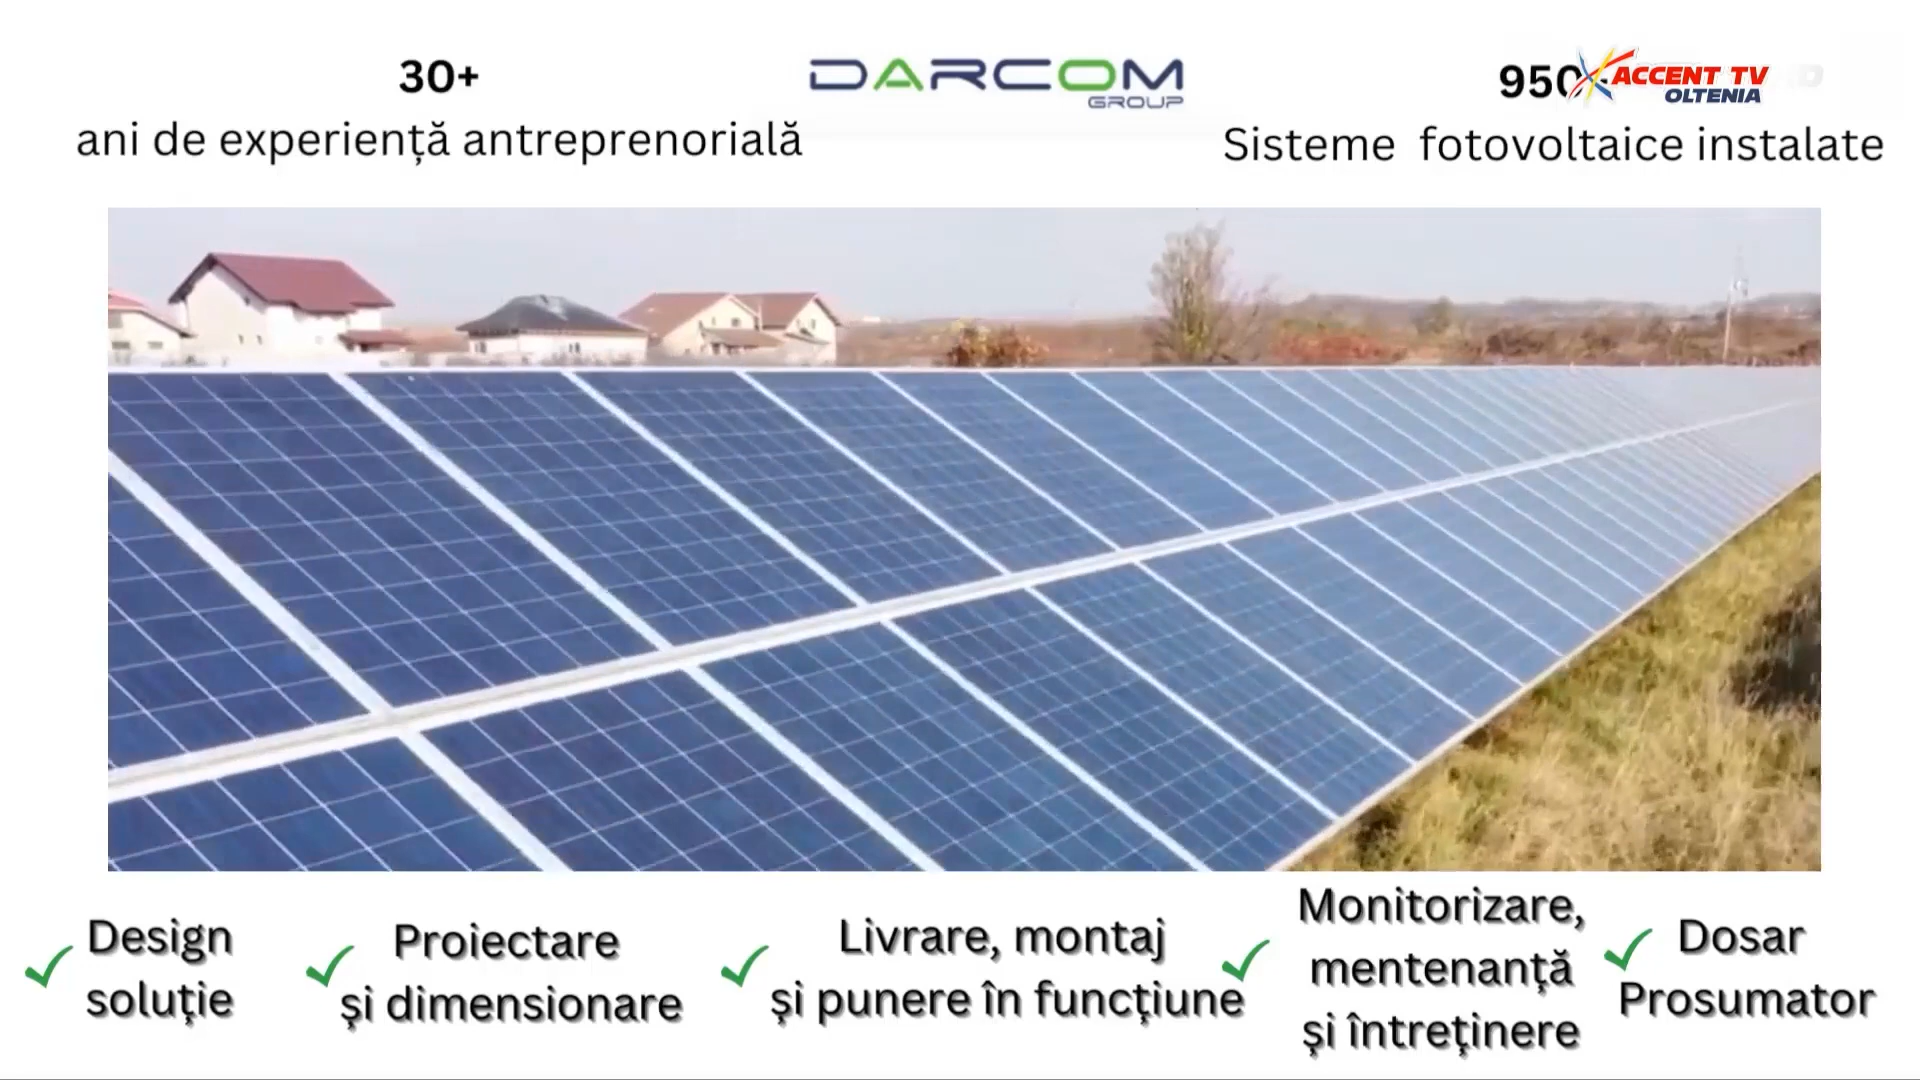 30+
ani de experiență antreprenorială
DARCOM
GROUP
950
ACCENT TV
OLTENIA
Sisteme fotovoltaice instalate
Design
soluție
Proiectare
și dimensionare
Livrare, montaj
și punere în funcțiune
Monitorizare,
mentenanță
și întreținere
Dosar
Prosumator